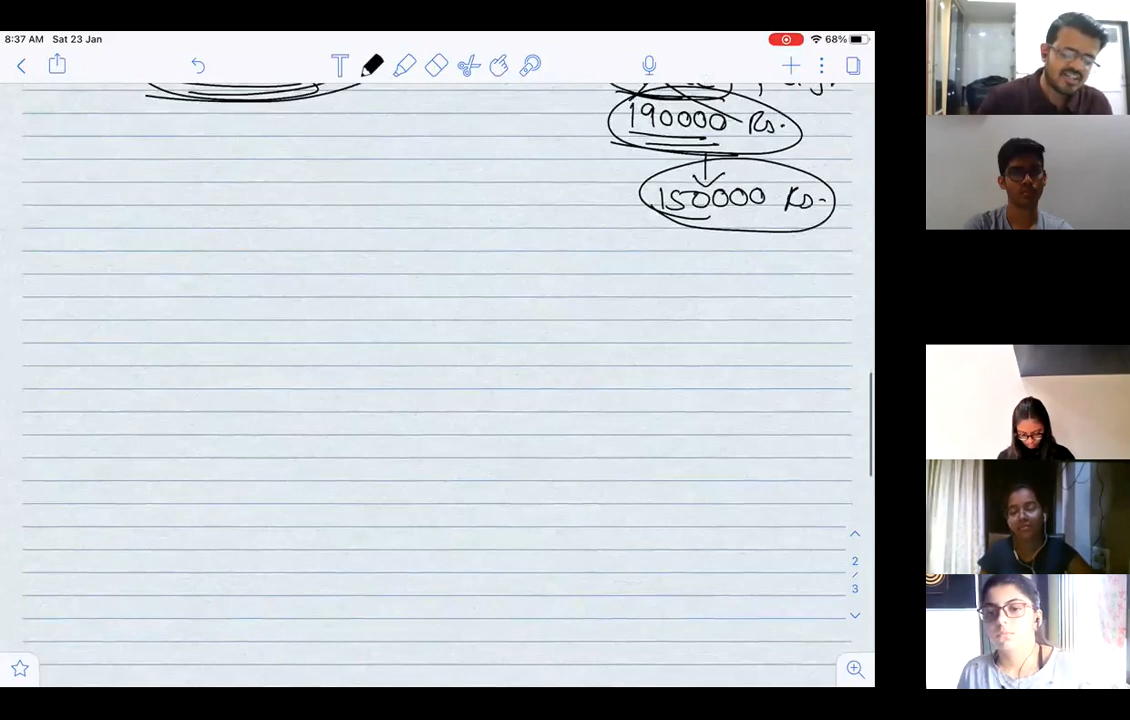 8:37 AM Sat 23 Jan
68%
T
190000 Rs.
150000 Rs.
2
/
3